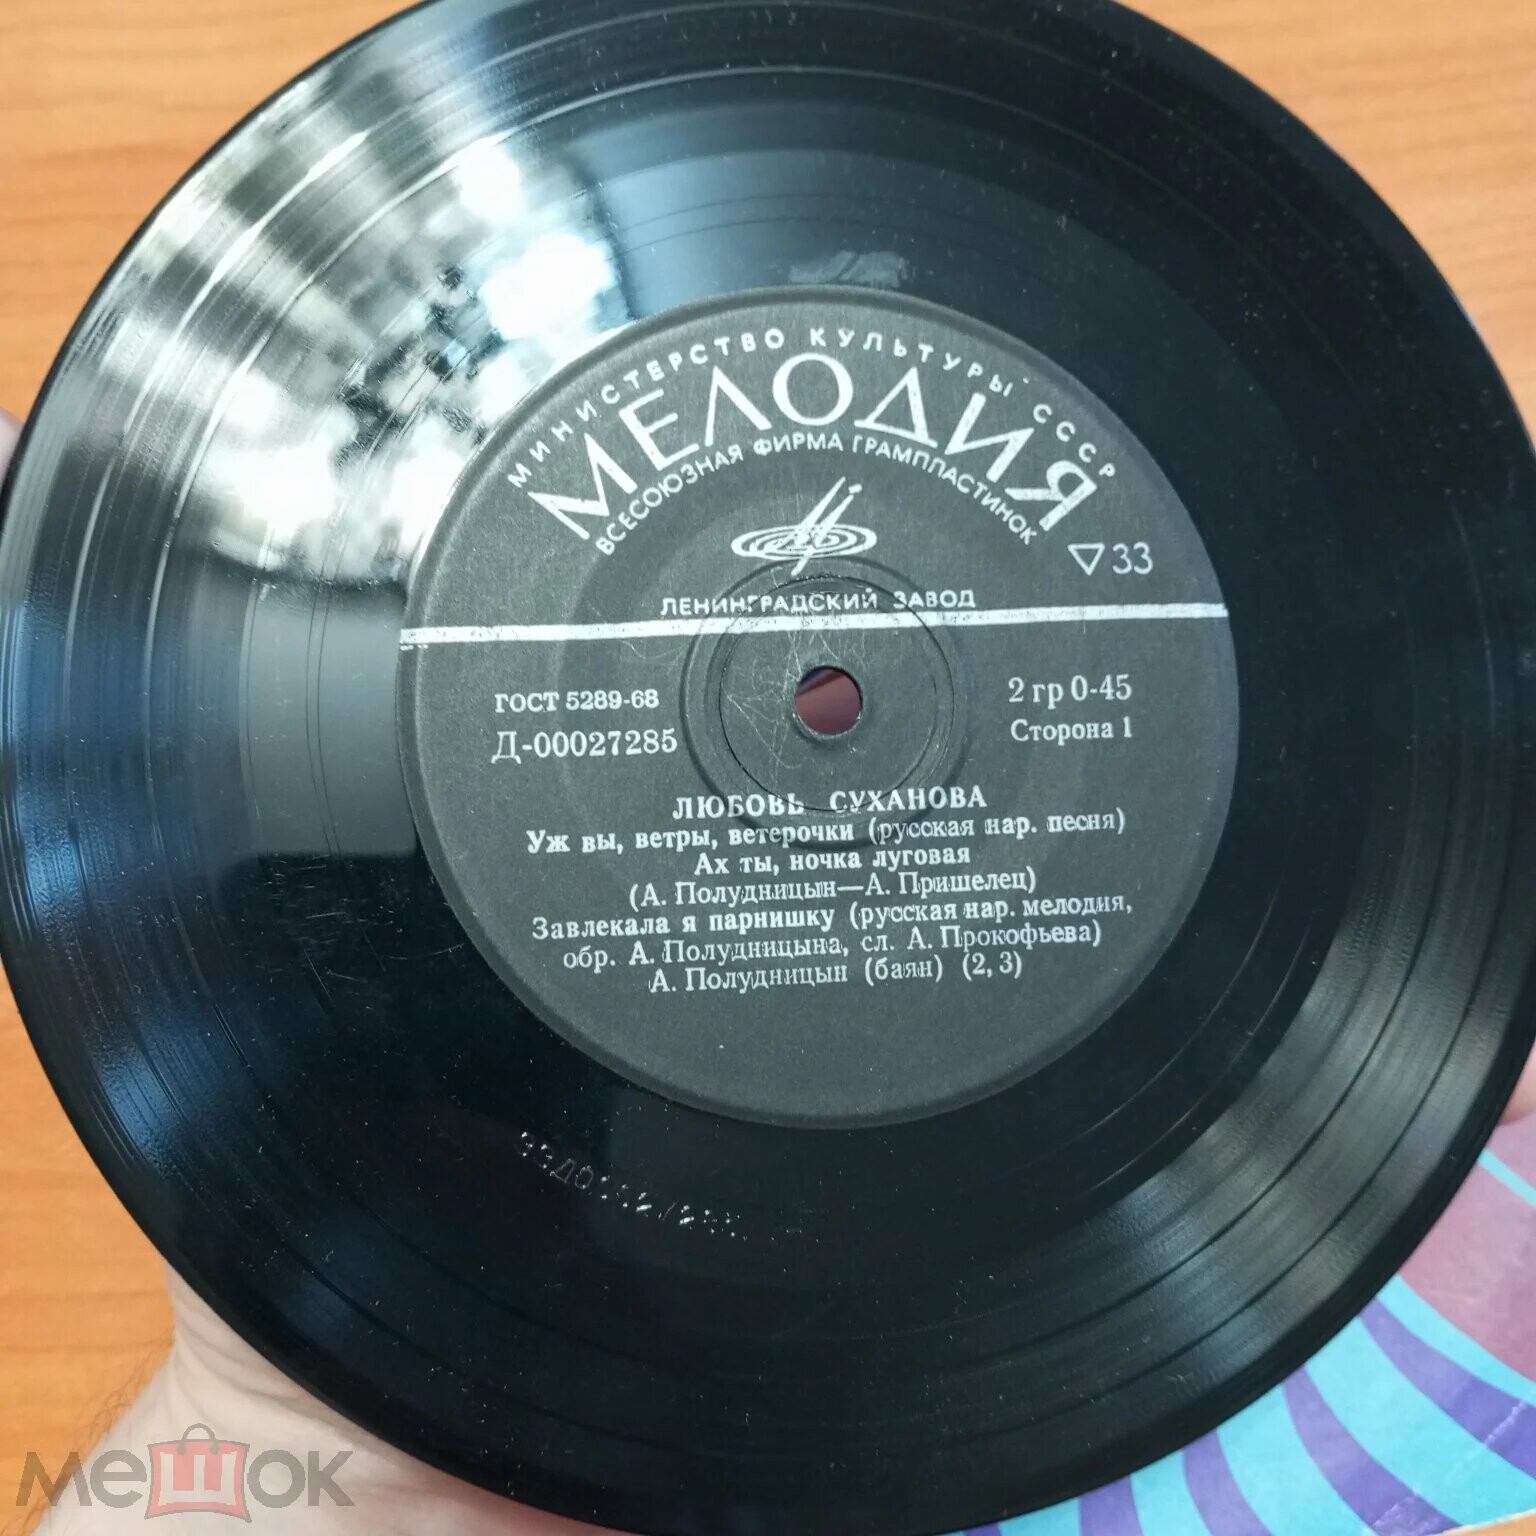 МИНИСТЕРСТВО КУЛЬТУРЫ СССР
МЕЛОДИЯ
ВСЕСОЮЗНАЯ ФИРМА ГРАМПЛАСТИНОК
▽33
ЛЕНИНГРАДСКИЙ ЗАВОД
ГОСТ 5289-68
2 гр 0-45
Д-00027285
Сторона 1
ЛЮБОВЬ СУХАНОВА
Уж вы, ветры, ветерочки (русская нар. песня)
Ах ты, ночка луговая
(А. Полудницын—А. Пришелец)
Завлекала я парнишку (русская нар. мелодия,
обр. А. Полудницына, сл. А. Прокофьева)
А. Полудницын (баян) (2, 3)
мешок